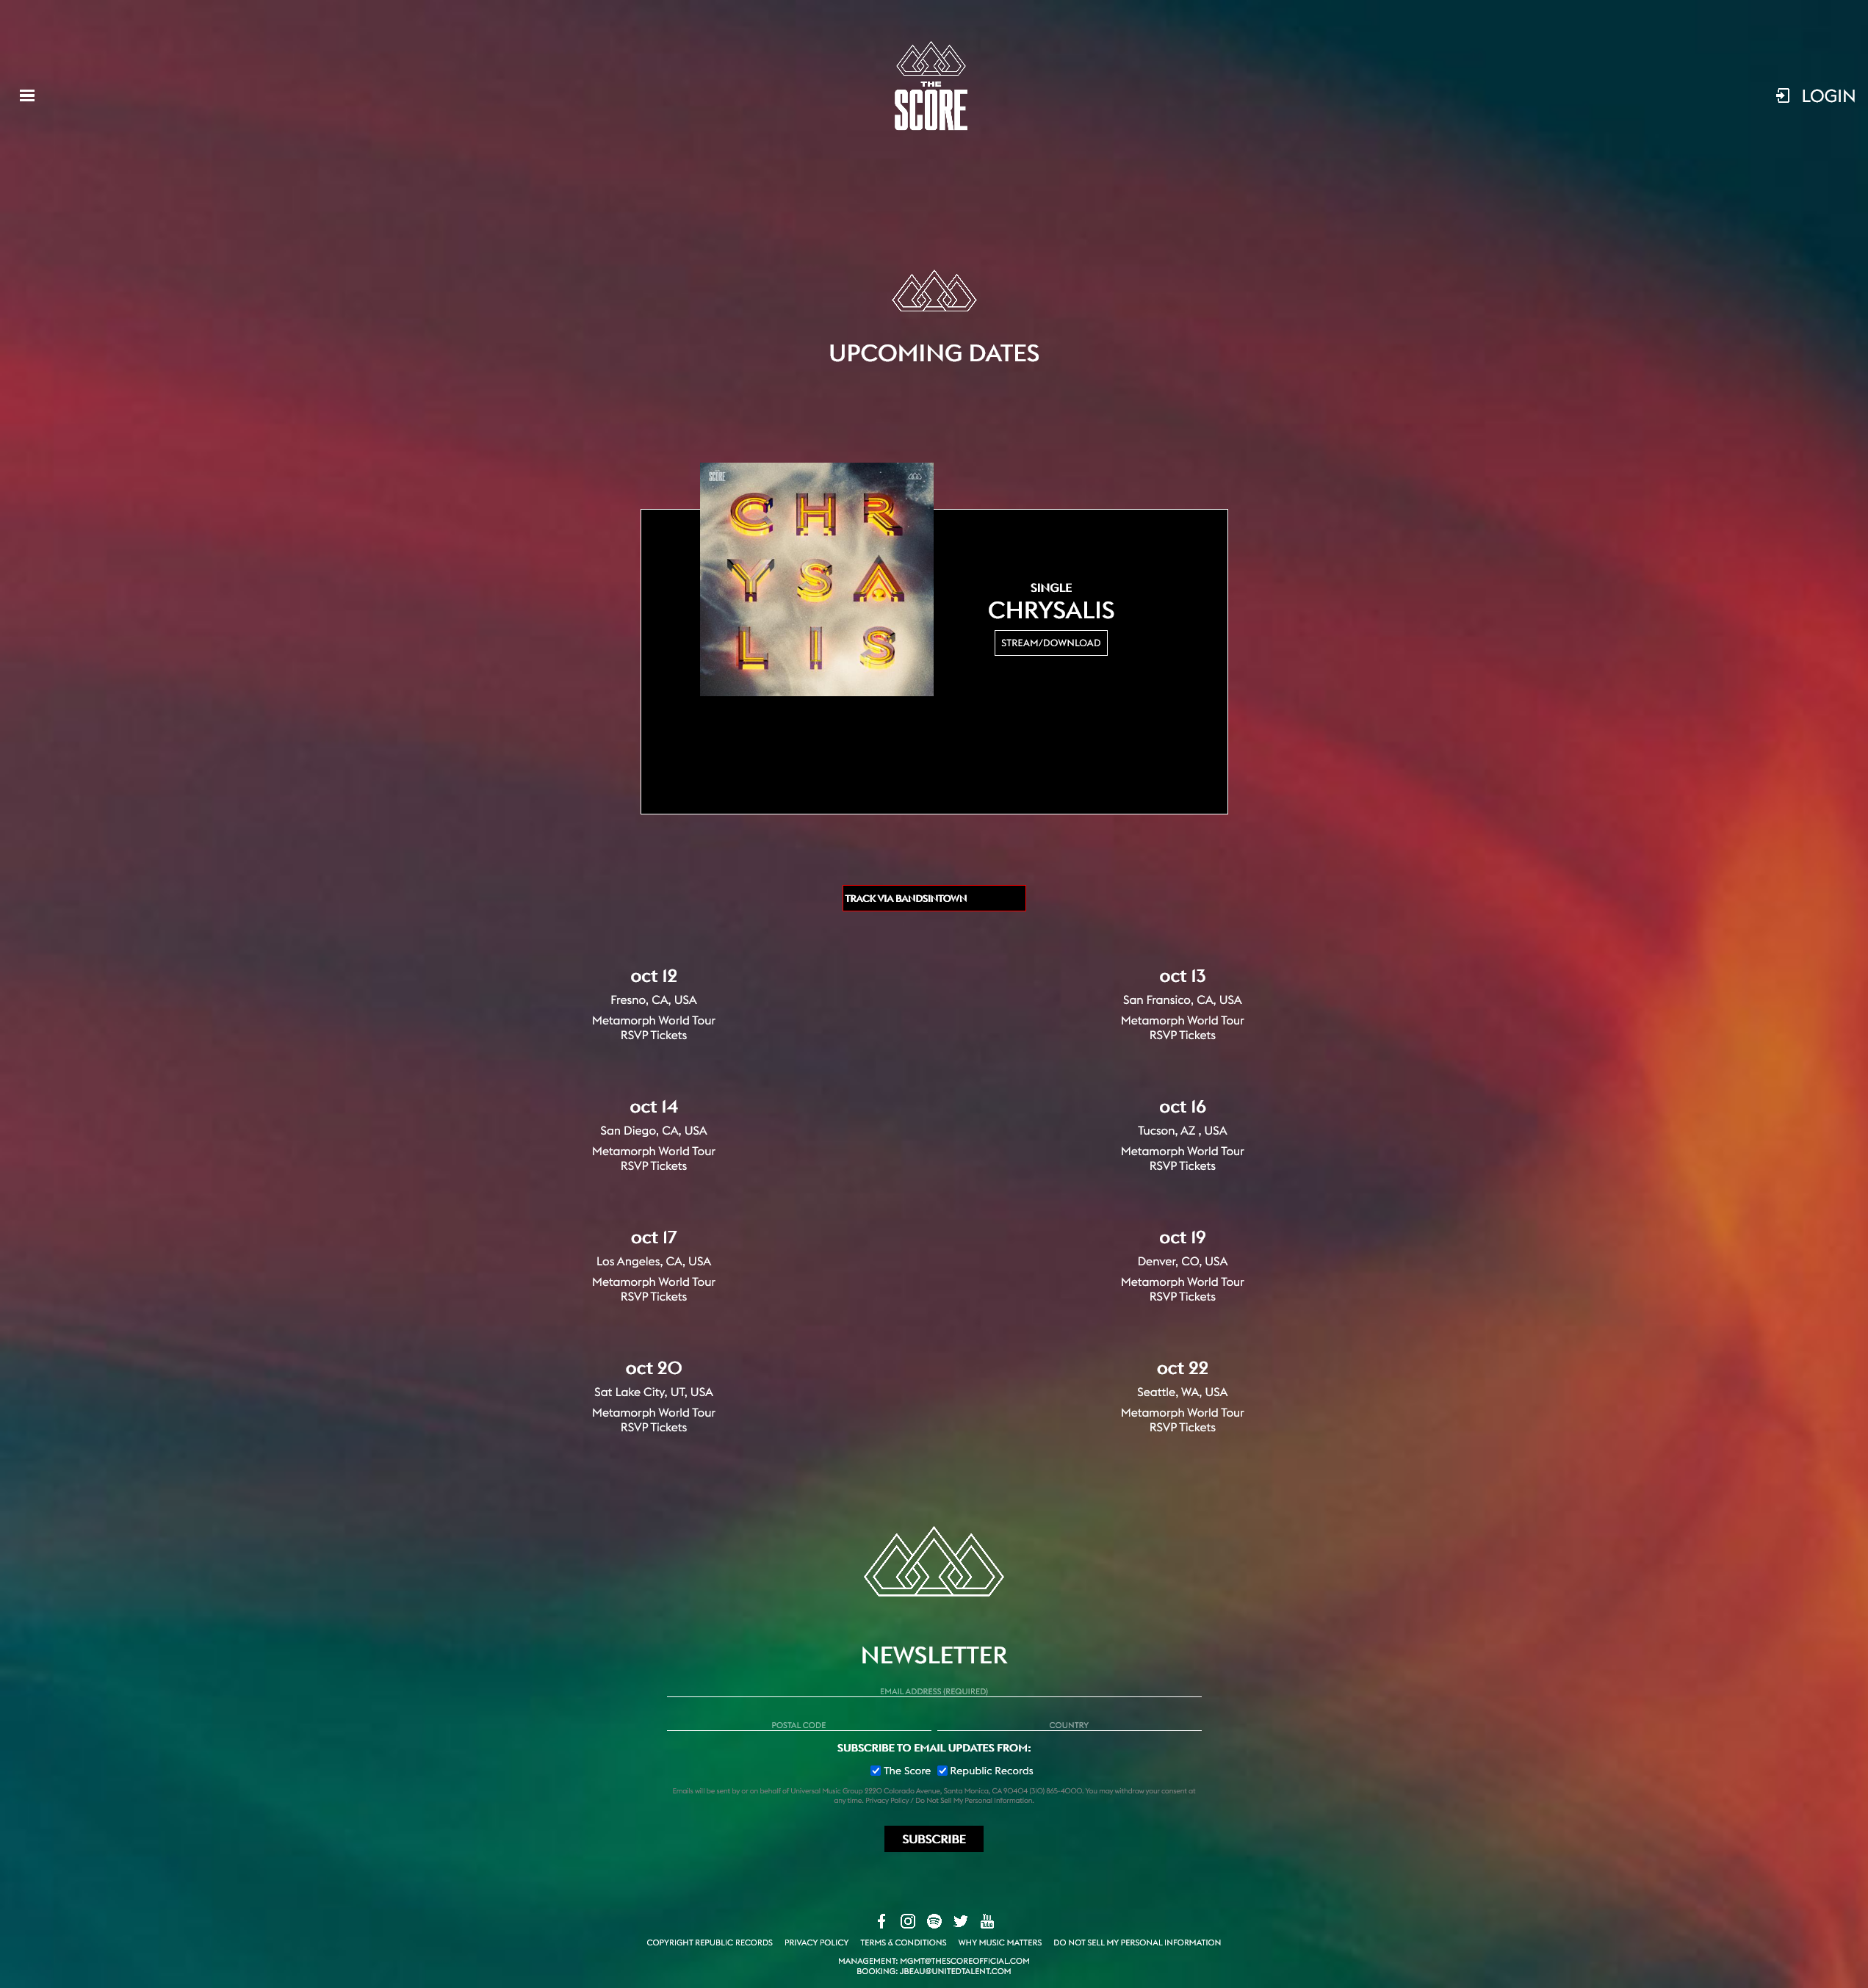 THE
SCORE
LOGIN
UPCOMING DATES
THE
SCORE
C H R
Y S A
L I S
SINGLE
CHRYSALIS
STREAM/DOWNLOAD
TRACK VIA BANDSINTOWN
oct 12
Fresno, CA, USA
Metamorph World Tour
RSVP Tickets
oct 13
San Fransico, CA, USA
Metamorph World Tour
RSVP Tickets
oct 14
San Diego, CA, USA
Metamorph World Tour
RSVP Tickets
oct 16
Tucson, AZ , USA
Metamorph World Tour
RSVP Tickets
oct 17
Los Angeles, CA, USA
Metamorph World Tour
RSVP Tickets
oct 19
Denver, CO, USA
Metamorph World Tour
RSVP Tickets
oct 20
Sat Lake City, UT, USA
Metamorph World Tour
RSVP Tickets
oct 22
Seattle, WA, USA
Metamorph World Tour
RSVP Tickets
NEWSLETTER
EMAIL ADDRESS (REQUIRED)
POSTAL CODE COUNTRY
SUBSCRIBE TO EMAIL UPDATES FROM:
The Score Republic Records
Emails will be sent by or on behalf of Universal Music Group 2220 Colorado Avenue, Santa Monica, CA 90404 (310) 865-4000. You may withdraw your consent at
any time. Privacy Policy / Do Not Sell My Personal Information.
SUBSCRIBE
You Tube
COPYRIGHT REPUBLIC RECORDS PRIVACY POLICY TERMS & CONDITIONS WHY MUSIC MATTERS DO NOT SELL MY PERSONAL INFORMATION
MANAGEMENT: MGMT@THESCOREOFFICIAL.COM
BOOKING: JBEAU@UNITEDTALENT.COM